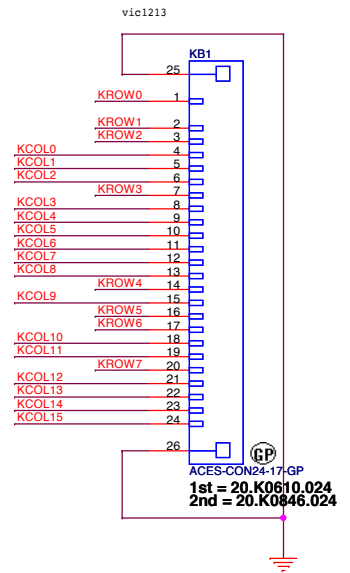 vic1213
KB1
25
KROW0 1
KROW1 2
KROW2 3
KCOL0 4
KCOL1 5
KCOL2 6
KROW3 7
KCOL3 8
KCOL4 9
KCOL5 10
KCOL6 11
KCOL7 12
KCOL8 13
KROW4 14
KCOL9 15
KROW5 16
KROW6 17
KCOL10 18
KCOL11 19
KROW7 20
KCOL12 21
KCOL13 22
KCOL14 23
KCOL15 24
26
GP
ACES-CON24-17-GP
1st = 20.K0610.024
2nd = 20.K0846.024